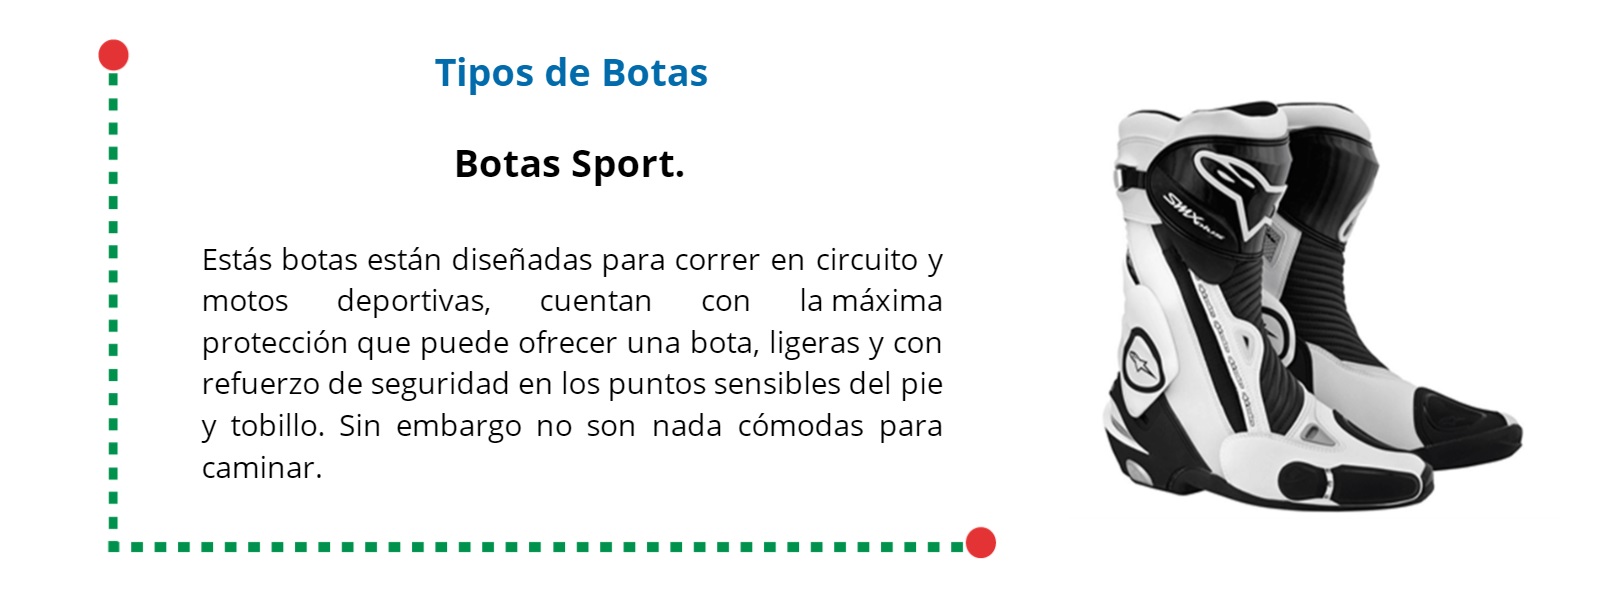 Tipos de Botas
Botas Sport.
Estás botas están diseñadas para correr en circuito y
motos deportivas, cuentan con la máxima
protección que puede ofrecer una bota, ligeras y con
refuerzo de seguridad en los puntos sensibles del pie
y tobillo. Sin embargo no son nada cómodas para
caminar.
SMX plus